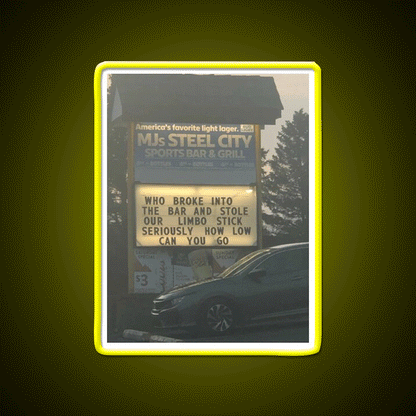 America's favorite light lager.
MJs STEEL CITY
SPORTS BAR & GRILL
WHO BROKE INTO
THE BAR AND STOLE
OUR LIMBO STICK
SERIOUSLY HOW LOW
CAN YOU GO
$3